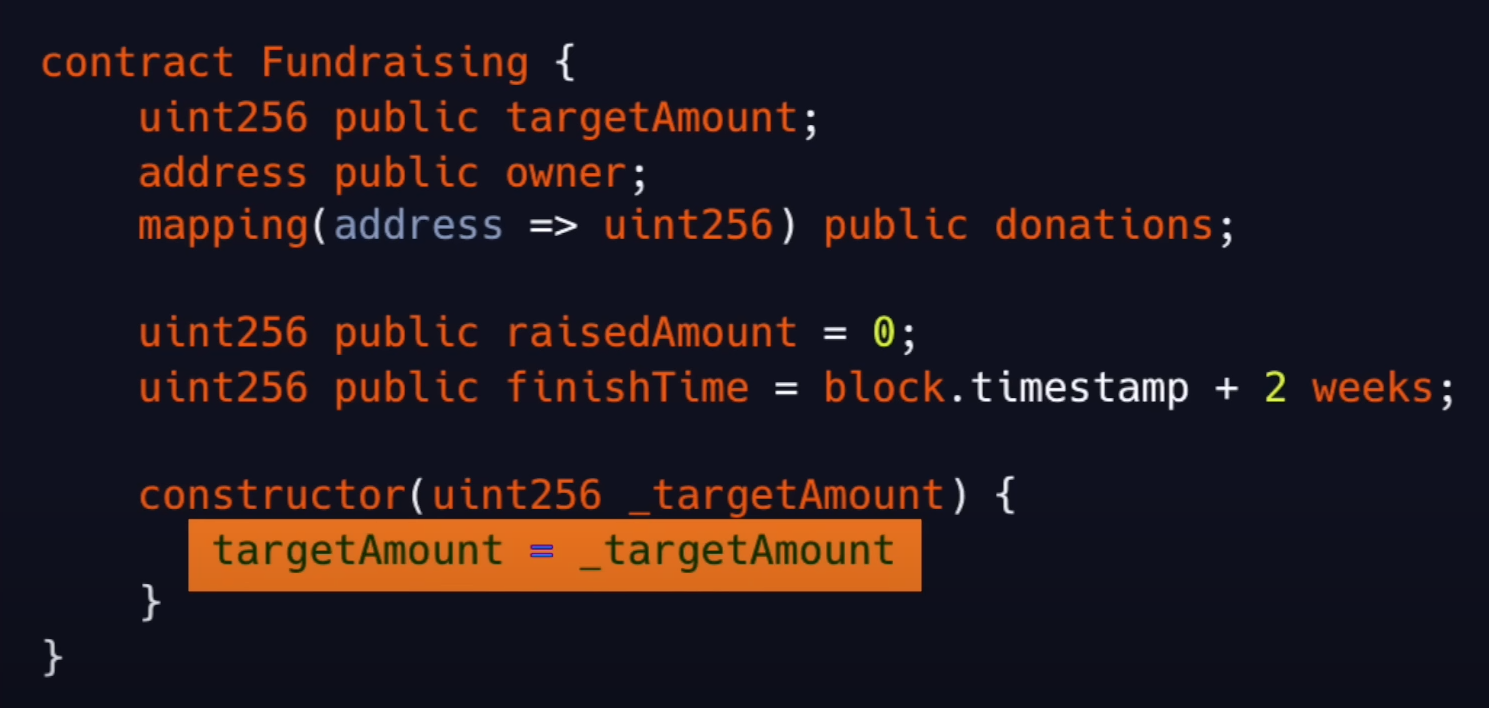 contract Fundraising {
uint256 public targetAmount;
address public owner;
mapping(address => uint256) public donations;
uint256 public raisedAmount = 0;
uint256 public finishTime = block.timestamp + 2 weeks;
constructor(uint256 _targetAmount) {
targetAmount = _targetAmount
}
}